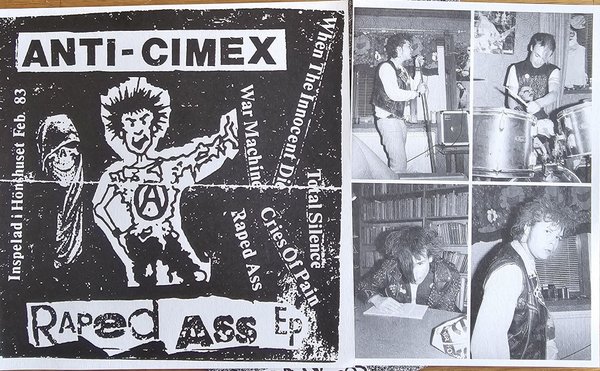 ANTI-CIMEX
Inspelad i Hönshuset Feb. 83
When The Innocent Die
War Machine
Total Silence
Cries Of Pain
Raped Ass
A
RAPED ASS EP